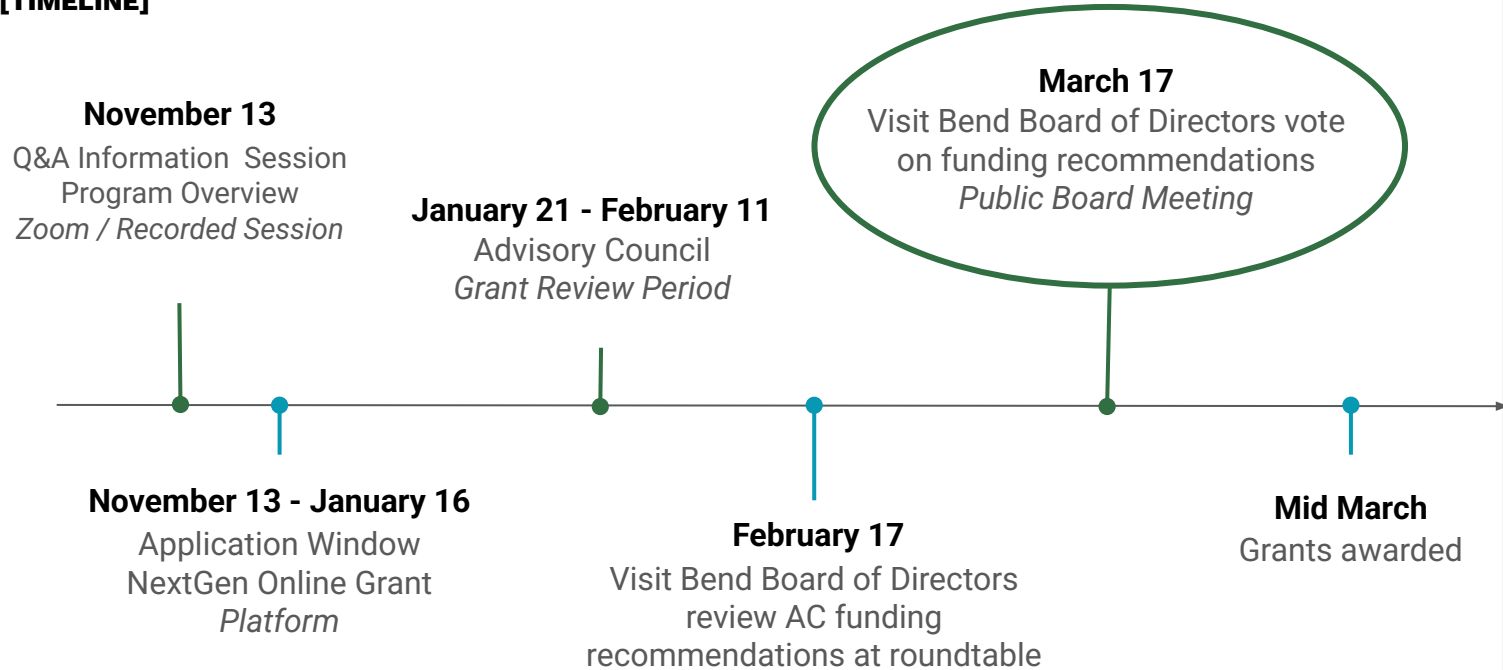 [TIMELINE]
November 13
Q&A Information Session
Program Overview
Zoom / Recorded Session
January 21 - February 11
Advisory Council
Grant Review Period
March 17
Visit Bend Board of Directors vote
on funding recommendations
Public Board Meeting
November 13 - January 16
Application Window
NextGen Online Grant
Platform
February 17
Visit Bend Board of Directors
review AC funding
recommendations at roundtable
Mid March
Grants awarded